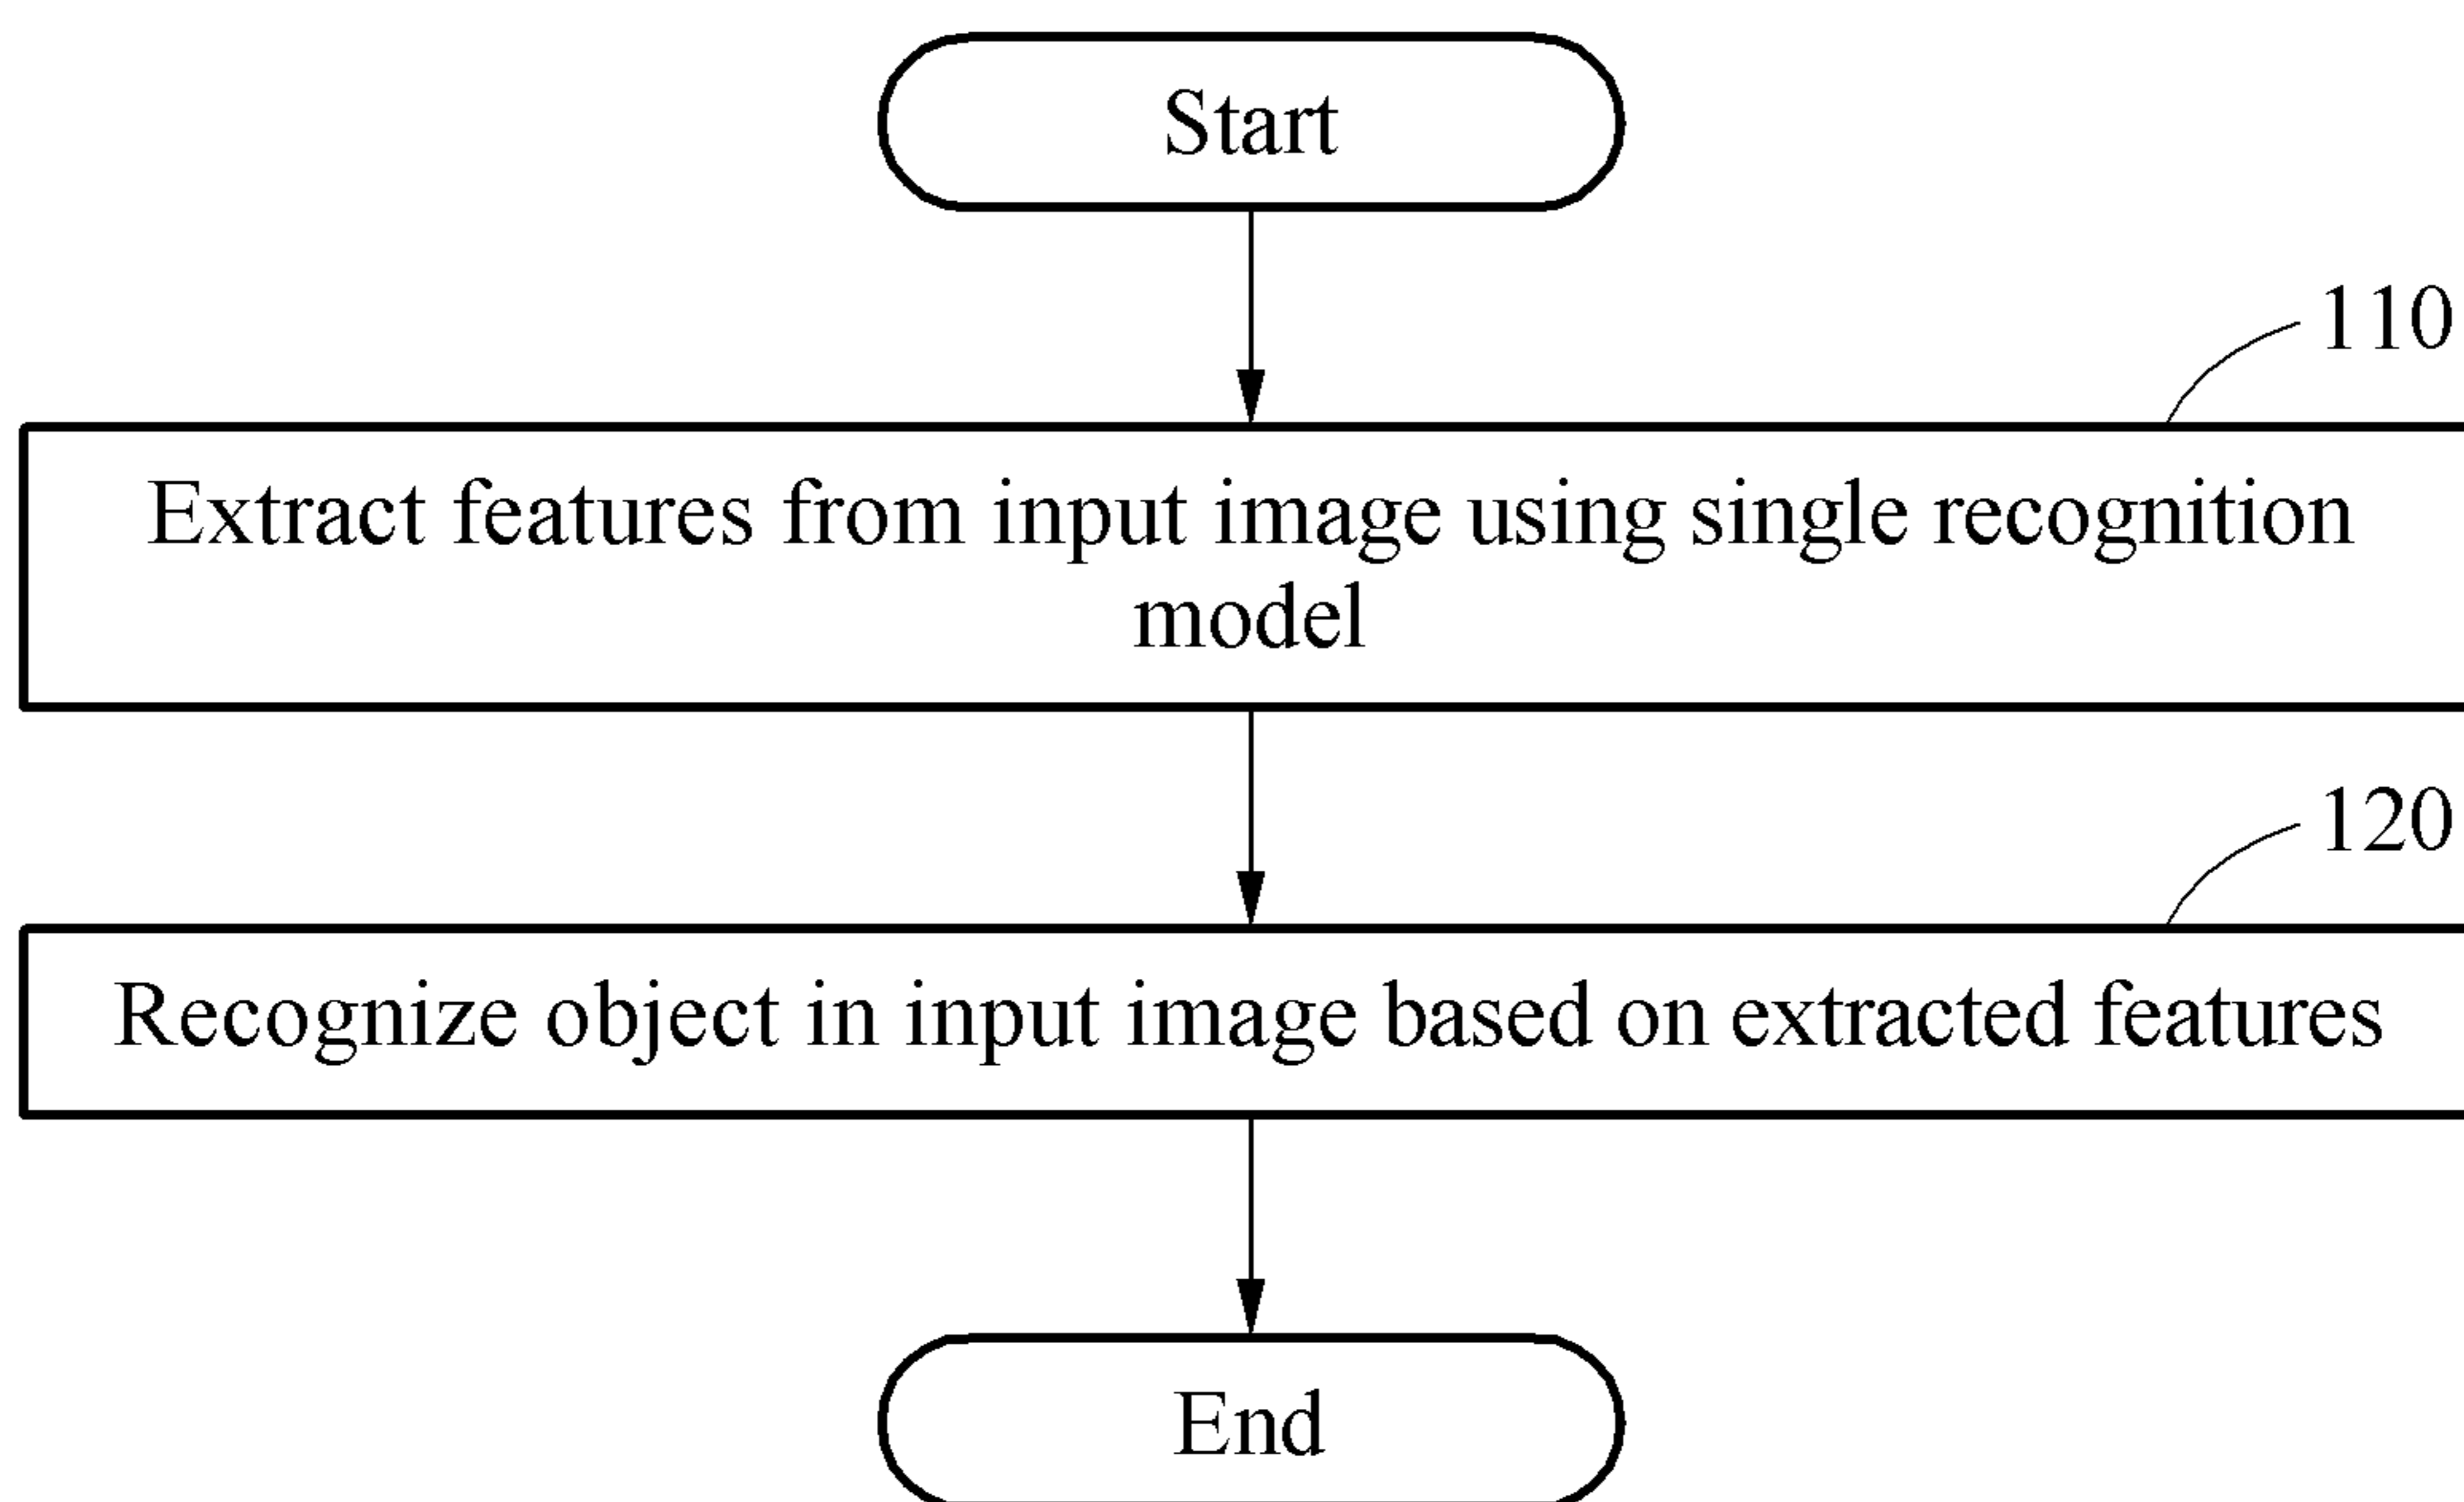 Start
110
Extract features from input image using single recognition
model
120
Recognize object in input image based on extracted features
End